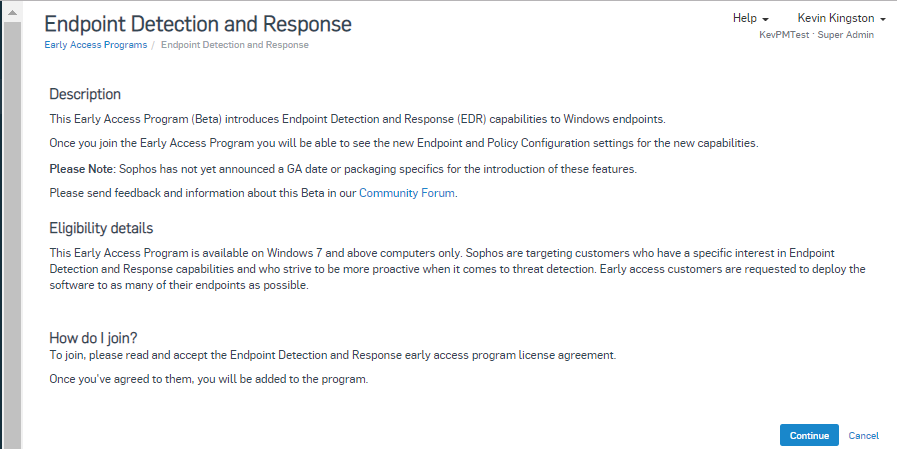 Endpoint Detection and Response
Help
Kevin Kingston
KevPMTest · Super Admin
Early Access Programs / Endpoint Detection and Response
Description
This Early Access Program (Beta) introduces Endpoint Detection and Response (EDR) capabilities to Windows endpoints.
Once you join the Early Access Program you will be able to see the new Endpoint and Policy Configuration settings for the new capabilities.
Please Note: Sophos has not yet announced a GA date or packaging specifics for the introduction of these features.
Please send feedback and information about this Beta in our Community Forum.
Eligibility details
This Early Access Program is available on Windows 7 and above computers only. Sophos are targeting customers who have a specific interest in Endpoint
Detection and Response capabilities and who strive to be more proactive when it comes to threat detection. Early access customers are requested to deploy the
software to as many of their endpoints as possible.
How do I join?
To join, please read and accept the Endpoint Detection and Response early access program license agreement.
Once you've agreed to them, you will be added to the program.
Continue
Cancel